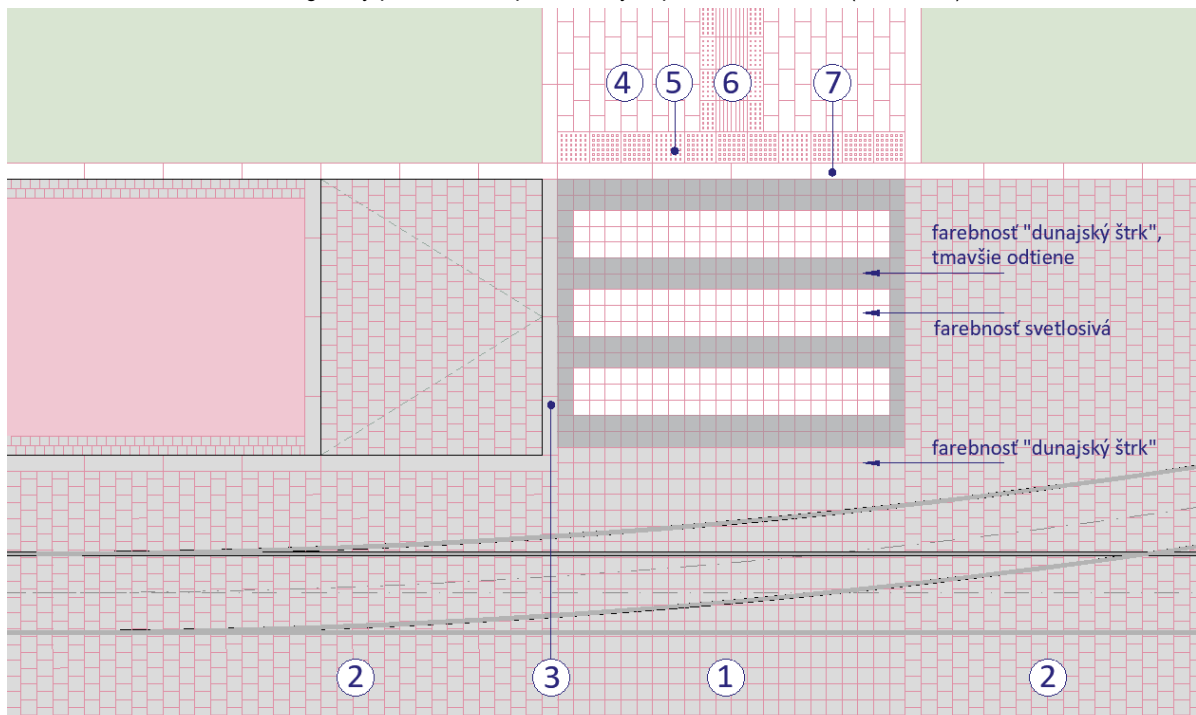 4
5
6
7
farebnosť "dunajský štrk",
tmavšie odtiene
farebnosť svetlosivá
farebnosť "dunajský štrk"
2
3
1
2